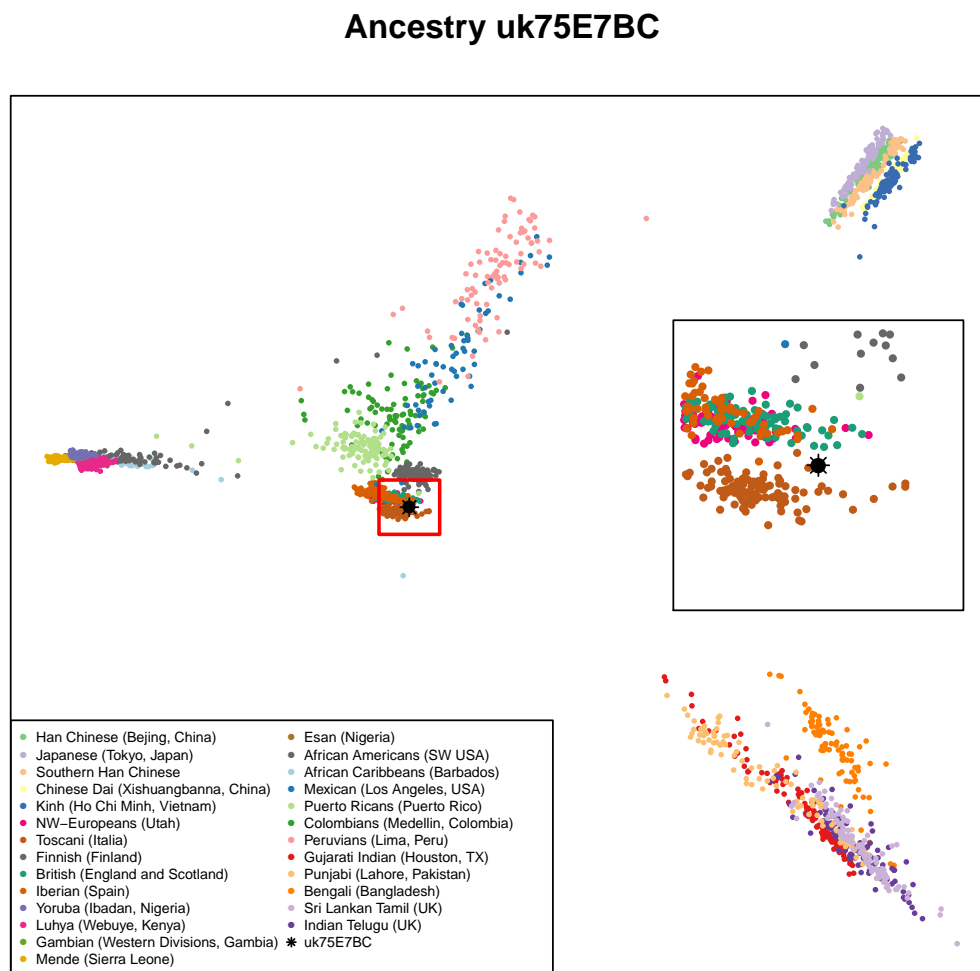 Ancestry uk75E7BC
Han Chinese (Bejing, China)
Japanese (Tokyo, Japan)
Southern Han Chinese
Chinese Dai (Xishuangbanna, China)
Kinh (Ho Chi Minh, Vietnam)
NW−Europeans (Utah)
Toscani (Italia)
Finnish (Finland)
British (England and Scotland)
Iberian (Spain)
Yoruba (Ibadan, Nigeria)
Luhya (Webuye, Kenya)
Gambian (Western Divisions, Gambia)
Mende (Sierra Leone)
Esan (Nigeria)
African Americans (SW USA)
African Caribbeans (Barbados)
Mexican (Los Angeles, USA)
Puerto Ricans (Puerto Rico)
Colombians (Medellin, Colombia)
Peruvians (Lima, Peru)
Gujarati Indian (Houston, TX)
Punjabi (Lahore, Pakistan)
Bengali (Bangladesh)
Sri Lankan Tamil (UK)
Indian Telugu (UK)
uk75E7BC